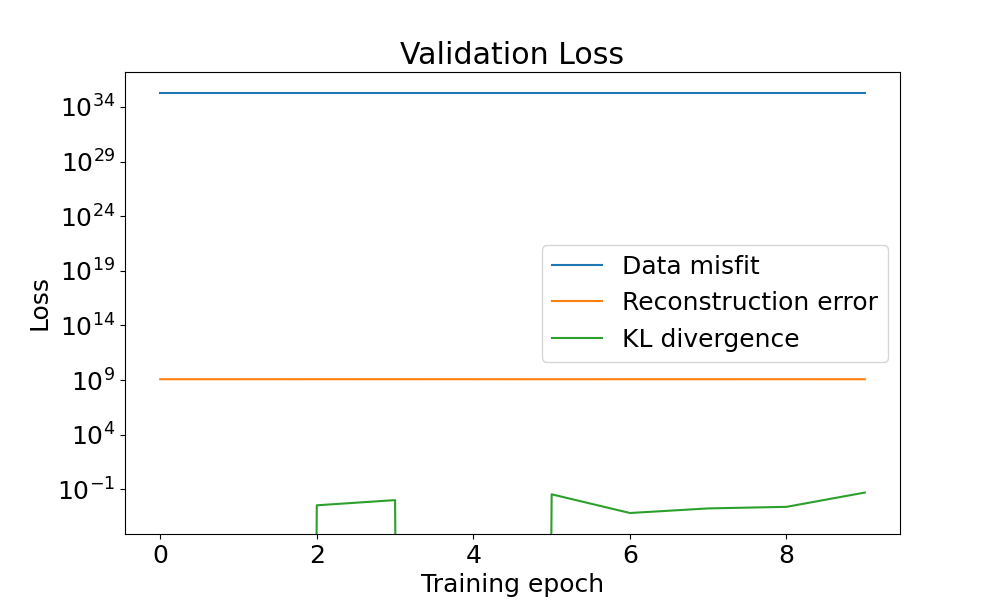 Validation Loss
10^34
10^29
10^24
10^19
10^14
10^9
10^4
10^−1
Loss
Data misfit
Reconstruction error
KL divergence
0 2 4 6 8
Training epoch